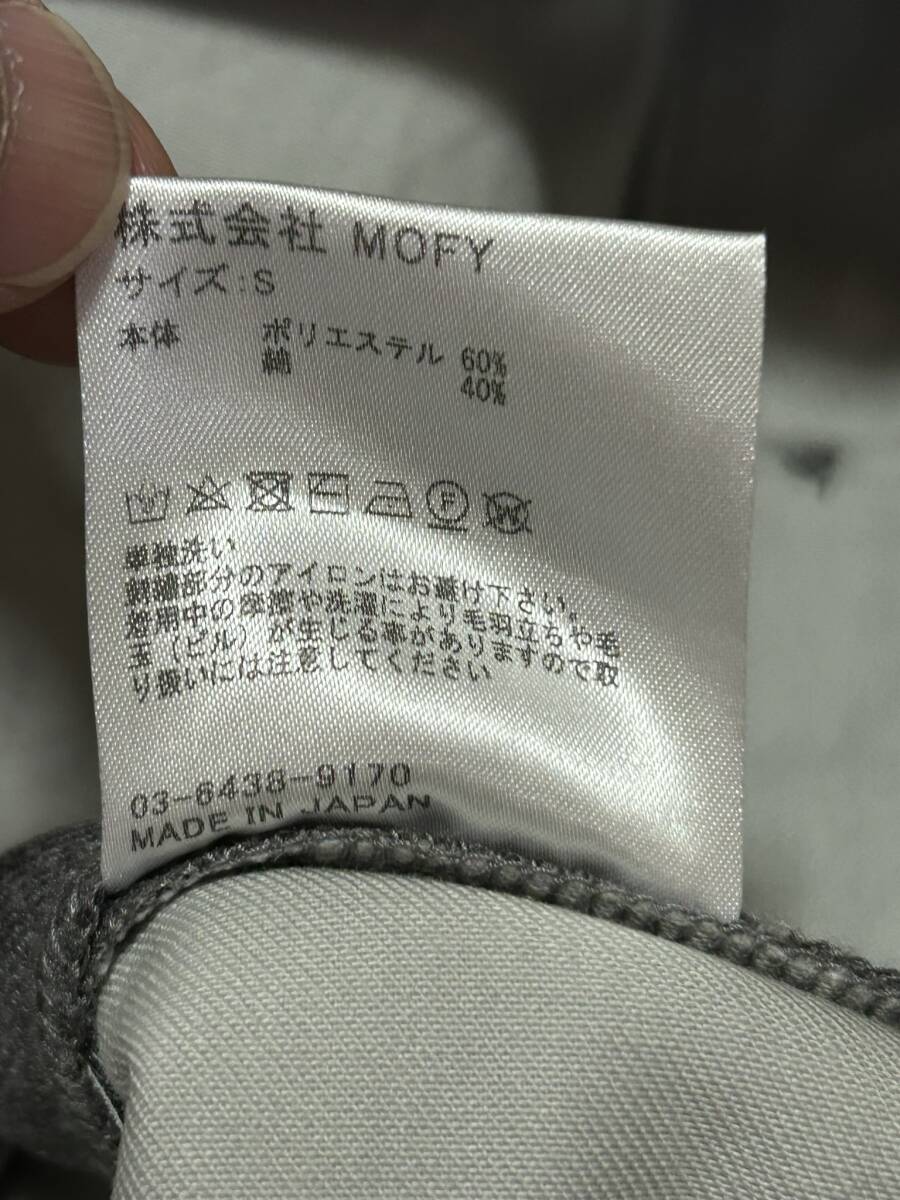 株式会社 MOFY
サイズ:S
本体 ポリエステル 60%
綿 40%
単独洗い
刺繍部分のアイロンはお避け下さい。
着用中の摩擦や洗濯により毛羽立ちや毛
玉(ピル)が生じる事がありますので取
り扱いには注意してください
03-6438-9170
MADE IN JAPAN